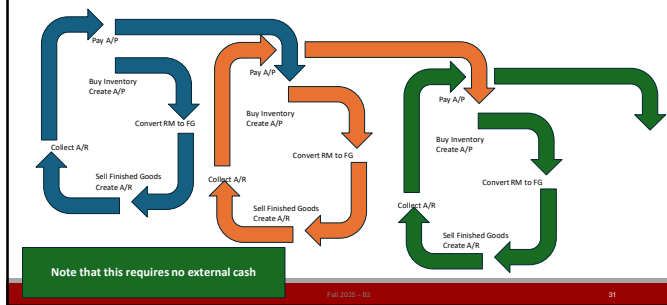 Pay A/P
Buy Inventory
Create A/P
Convert RM to FG
Collect A/R
Sell Finished Goods
Create A/R
Pay A/P
Buy Inventory
Create A/P
Convert RM to FG
Collect A/R
Sell Finished Goods
Create A/R
Pay A/P
Buy Inventory
Create A/P
Convert RM to FG
Collect A/R
Sell Finished Goods
Create A/R
Note that this requires no external cash
Fall 2025 – B2
31